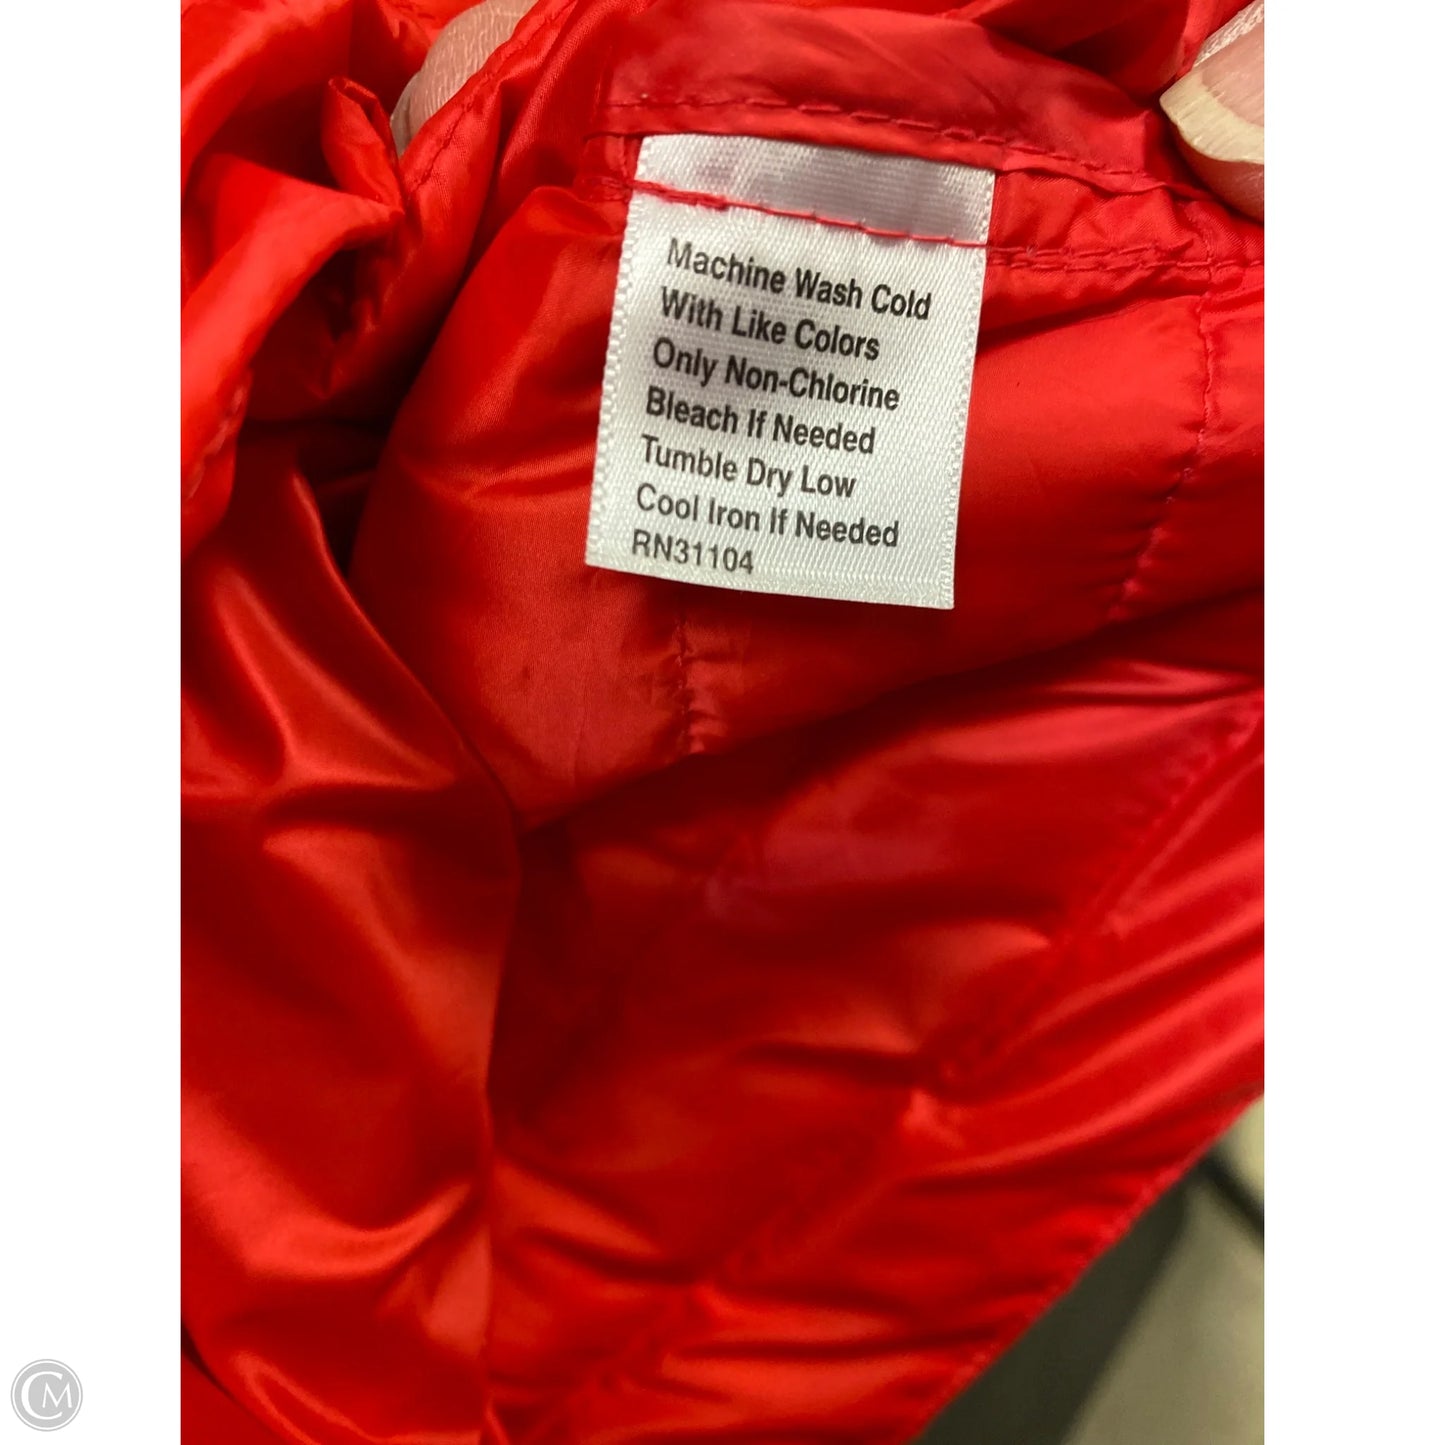 Machine Wash Cold
With Like Colors
Only Non-Chlorine
Bleach If Needed
Tumble Dry Low
Cool Iron If Needed
RN31104
CM